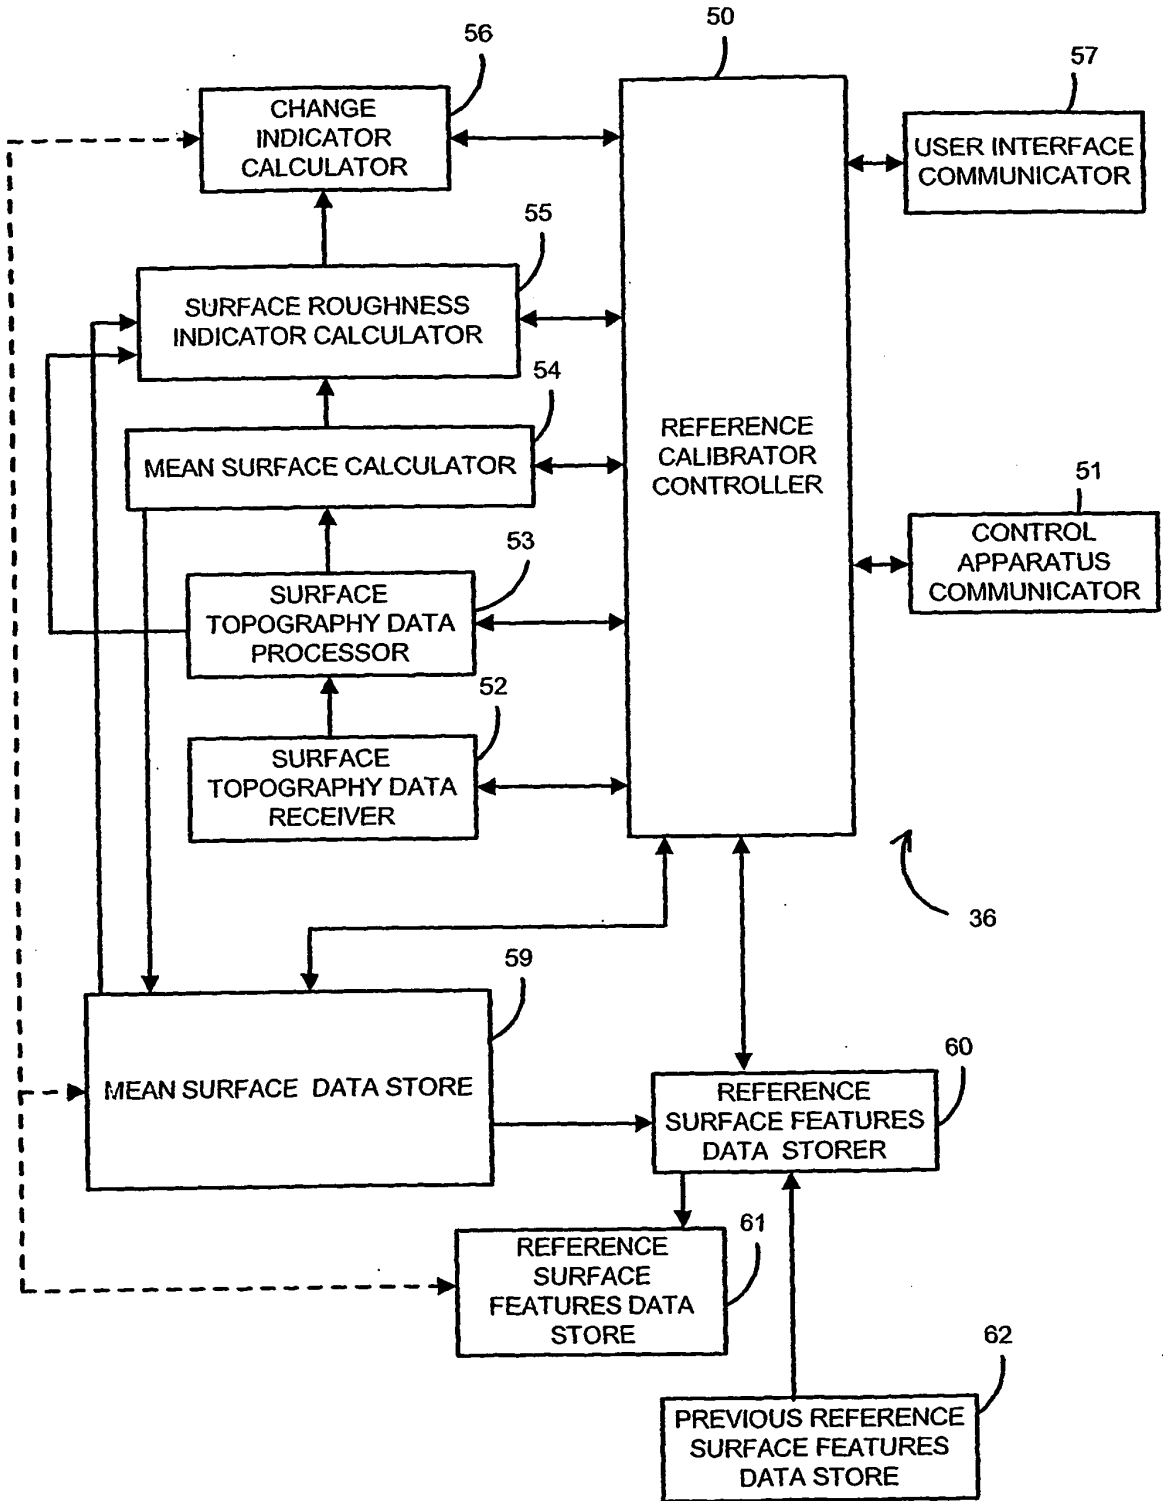 50
56
57
CHANGE
INDICATOR
CALCULATOR
USER INTERFACE
COMMUNICATOR
55
SURFACE ROUGHNESS
INDICATOR CALCULATOR
54
MEAN SURFACE CALCULATOR
REFERENCE
CALIBRATOR
CONTROLLER
51
CONTROL
APPARATUS
COMMUNICATOR
53
SURFACE
TOPOGRAPHY DATA
PROCESSOR
52
SURFACE
TOPOGRAPHY DATA
RECEIVER
36
59
MEAN SURFACE DATA STORE
60
REFERENCE
SURFACE FEATURES
DATA STORER
61
REFERENCE
SURFACE
FEATURES DATA
STORE
62
PREVIOUS REFERENCE
SURFACE FEATURES
DATA STORE